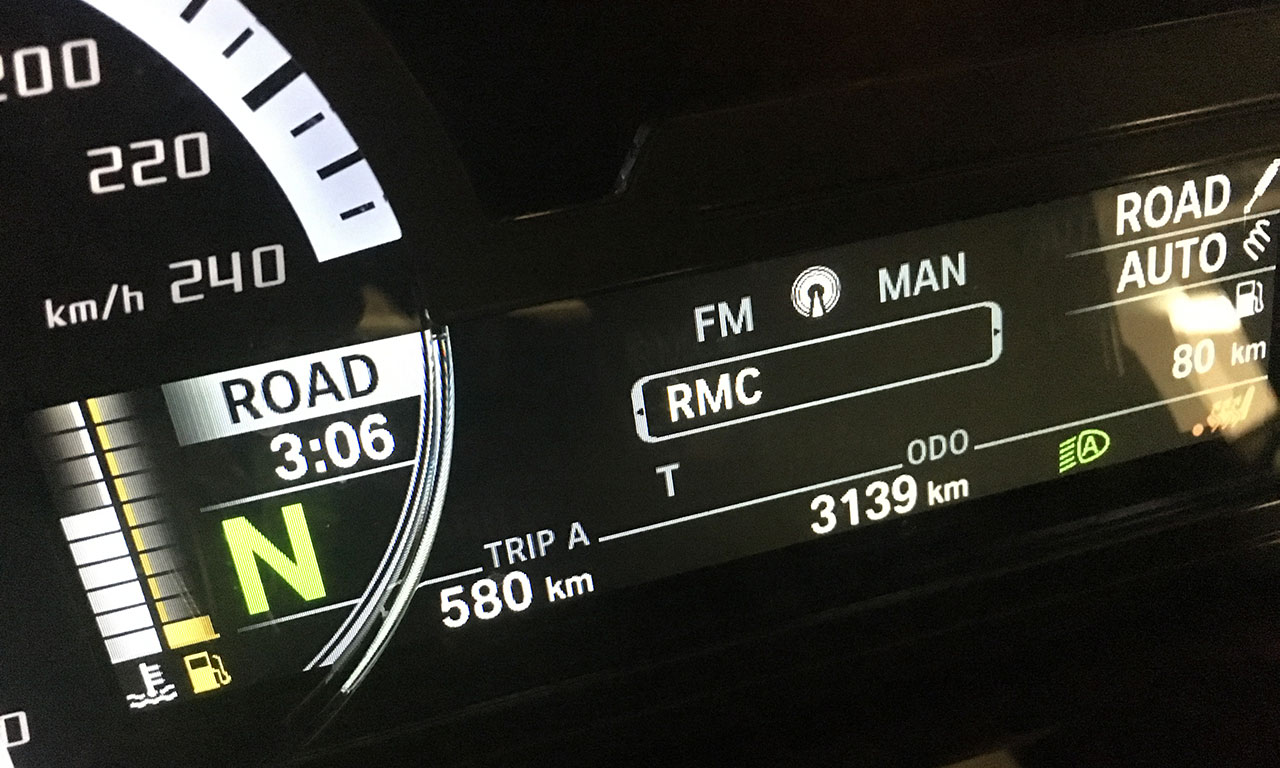 200
220
km/h 240
ROAD
3:06
N
FM MAN
RMC
T
TRIP A
580 km
ODO
3139 km
A
ROAD
AUTO
80 km